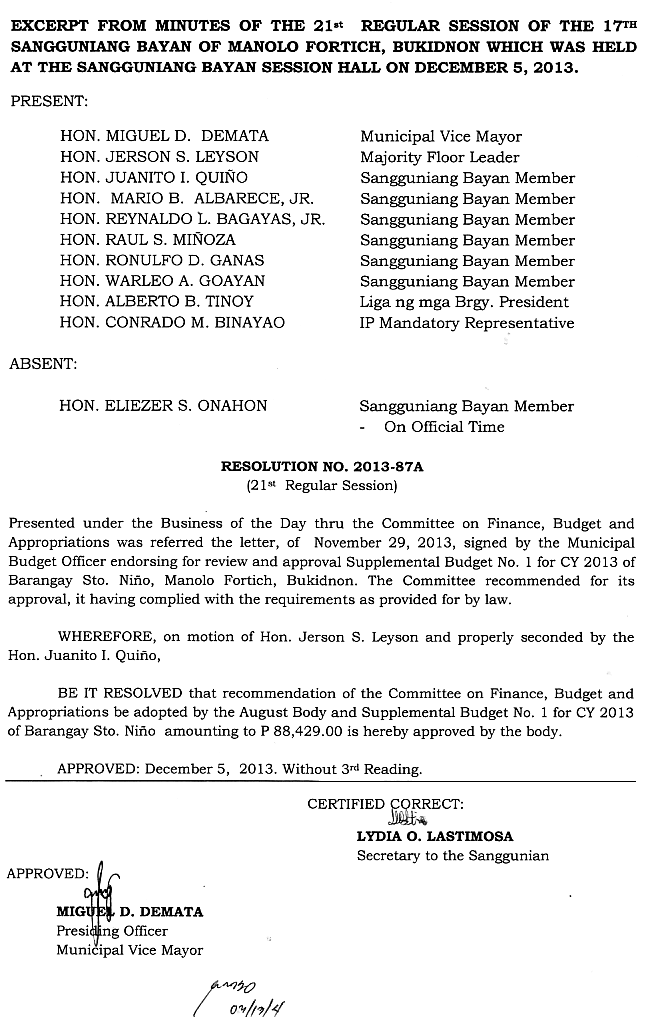 EXCERPT FROM MINUTES OF THE 21st REGULAR SESSION OF THE 17TH
SANGGUNIANG BAYAN OF MANOLO FORTICH, BUKIDNON WHICH WAS HELD
AT THE SANGGUNIANG BAYAN SESSION HALL ON DECEMBER 5, 2013.
PRESENT:
HON. MIGUEL D. DEMATA Municipal Vice Mayor
HON. JERSON S. LEYSON Majority Floor Leader
HON. JUANITO I. QUIÑO Sangguniang Bayan Member
HON. MARIO B. ALBARECE, JR. Sangguniang Bayan Member
HON. REYNALDO L. BAGAYAS, JR. Sangguniang Bayan Member
HON. RAUL S. MIÑOZA Sangguniang Bayan Member
HON. RONULFO D. GANAS Sangguniang Bayan Member
HON. WARLEO A. GOAYAN Sangguniang Bayan Member
HON. ALBERTO B. TINOY Liga ng mga Brgy. President
HON. CONRADO M. BINAYAO IP Mandatory Representative
ABSENT:
HON. ELIEZER S. ONAHON Sangguniang Bayan Member
- On Official Time
RESOLUTION NO. 2013-87A
(21st Regular Session)
Presented under the Business of the Day thru the Committee on Finance, Budget and
Appropriations was referred the letter, of November 29, 2013, signed by the Municipal
Budget Officer endorsing for review and approval Supplemental Budget No. 1 for CY 2013 of
Barangay Sto. Niño, Manolo Fortich, Bukidnon. The Committee recommended for its
approval, it having complied with the requirements as provided for by law.
WHEREFORE, on motion of Hon. Jerson S. Leyson and properly seconded by the
Hon. Juanito I. Quiño,
BE IT RESOLVED that recommendation of the Committee on Finance, Budget and
Appropriations be adopted by the August Body and Supplemental Budget No. 1 for CY 2013
of Barangay Sto. Niño amounting to P 88,429.00 is hereby approved by the body.
APPROVED: December 5, 2013. Without 3rd Reading.
CERTIFIED CORRECT:
LYDIA O. LASTIMOSA
Secretary to the Sanggunian
APPROVED:
MIGUEL D. DEMATA
Presiding Officer
Municipal Vice Mayor